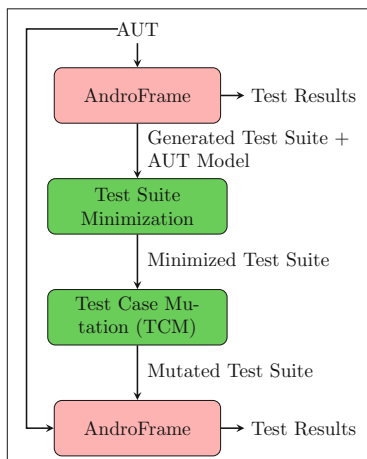 AUT
AndroFrame
Test Results
Generated Test Suite +
AUT Model
Test Suite
Minimization
Minimized Test Suite
Test Case Mu-
tation (TCM)
Mutated Test Suite
AndroFrame
Test Results